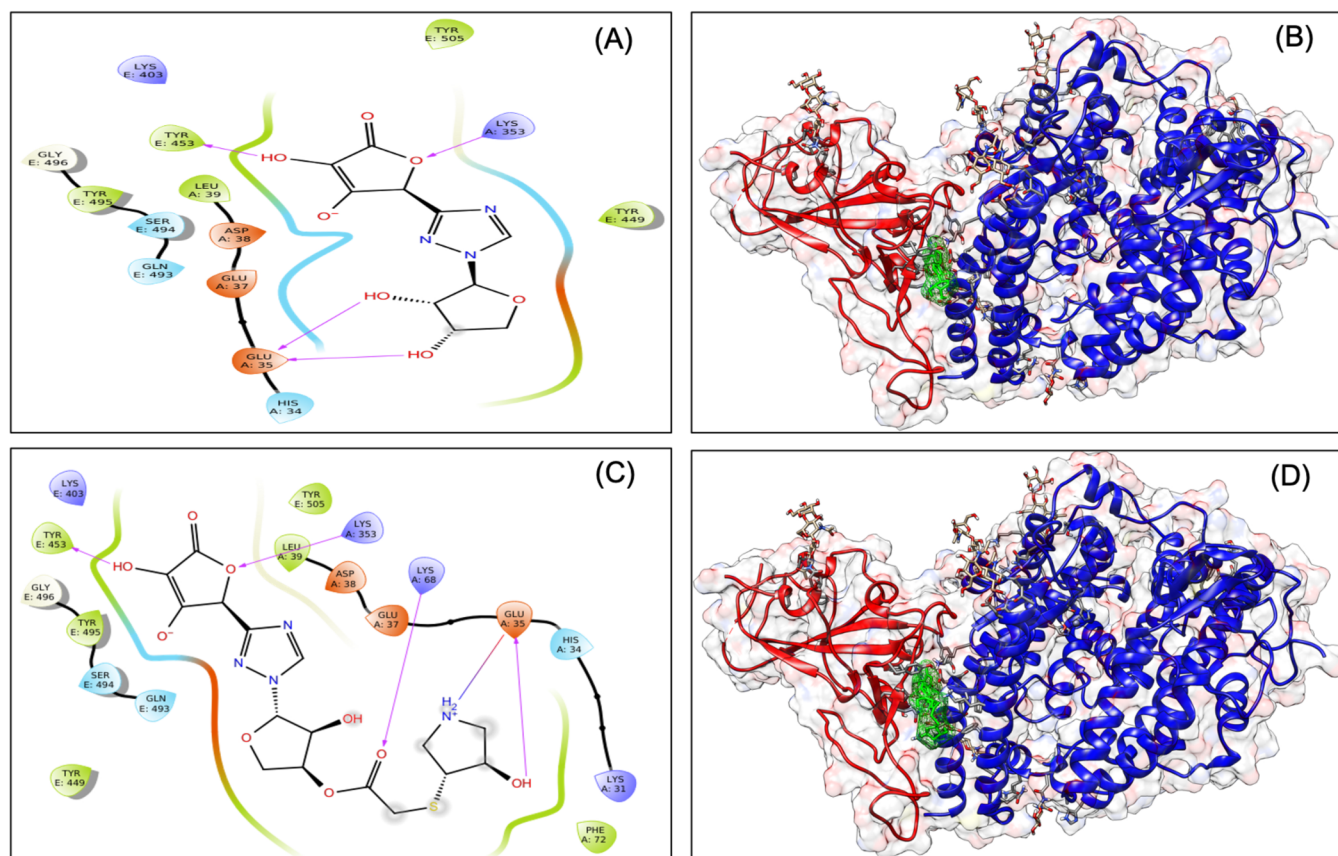 (A)
TYR
E: 505
LYS
E: 403
TYR
E: 453
LYS
A: 353
GLY
E: 496
TYR
E: 495
LEU
A: 39
SER
E: 494
ASP
A: 38
TYR
E: 449
GLN
E: 493
GLU
A: 37
GLU
A: 35
HIS
A: 34
O
HO
O
O⁻
N
N
N
HO
O
HO
(B)
(C)
LYS
E: 403
TYR
E: 505
TYR
E: 453
LYS
A: 353
LEU
A: 39
ASP
A: 38
LYS
A: 68
GLY
E: 496
GLU
A: 37
GLU
A: 35
TYR
E: 495
HIS
A: 34
SER
E: 494
GLN
E: 493
TYR
E: 449
LYS
A: 31
PHE
A: 72
O
HO
O
O⁻
N
N
N
OH
O
O
O
H₂
N⁺
OH
S
(D)